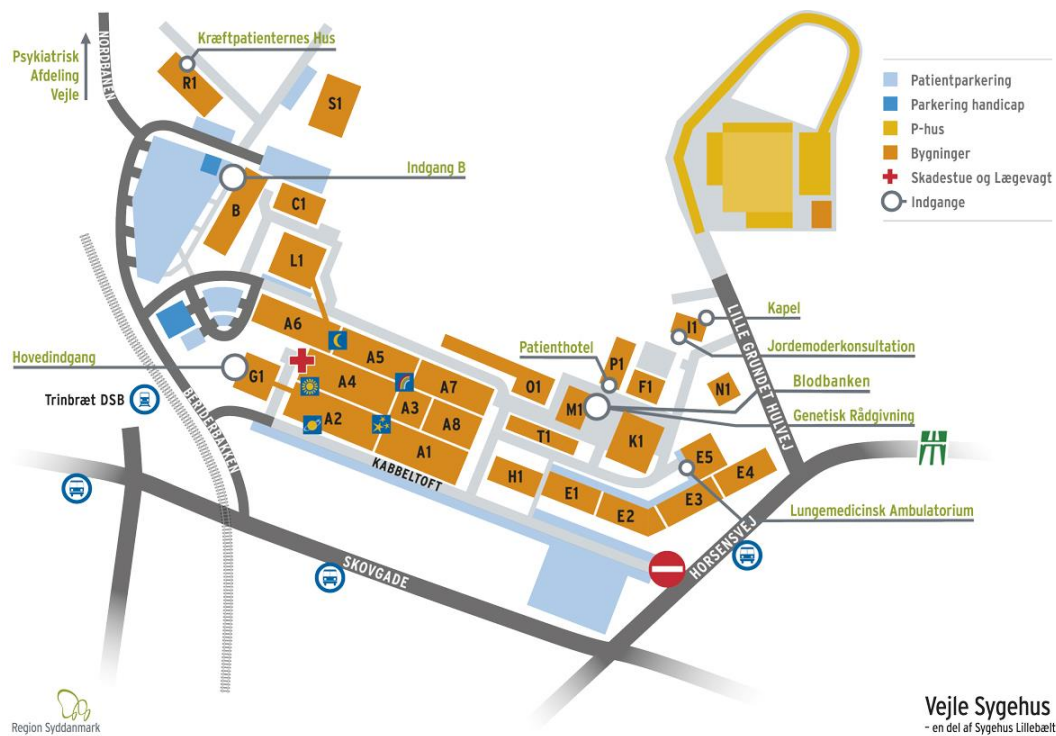 Psykiatrisk
Afdeling
Vejle
NORDBANEN
Kræftpatienternes Hus
R1
S1
Patientparkering
Parkering handicap
P-hus
Bygninger
Skadestue og Lægevagt
Indgange
Indgang B
B
C1
L1
A6
A5
A7
A4
A3
A8
A2
A1
G1
Hovedindgang
Trinbræt DSB
BERIDERBAKKEN
KABBELTOFT
SKOVGADE
O1
T1
H1
Patienthotel
P1
F1
M1
K1
I1
N1
E1
E2
E3
E4
E5
LILLE GRUNDET HULVEJ
Kapel
Jordemoderkonsultation
Blodbanken
Genetisk Rådgivning
Lungemedicinsk Ambulatorium
HORSENSVEJ
Region Syddanmark
Vejle Sygehus
– en del af Sygehus Lillebælt